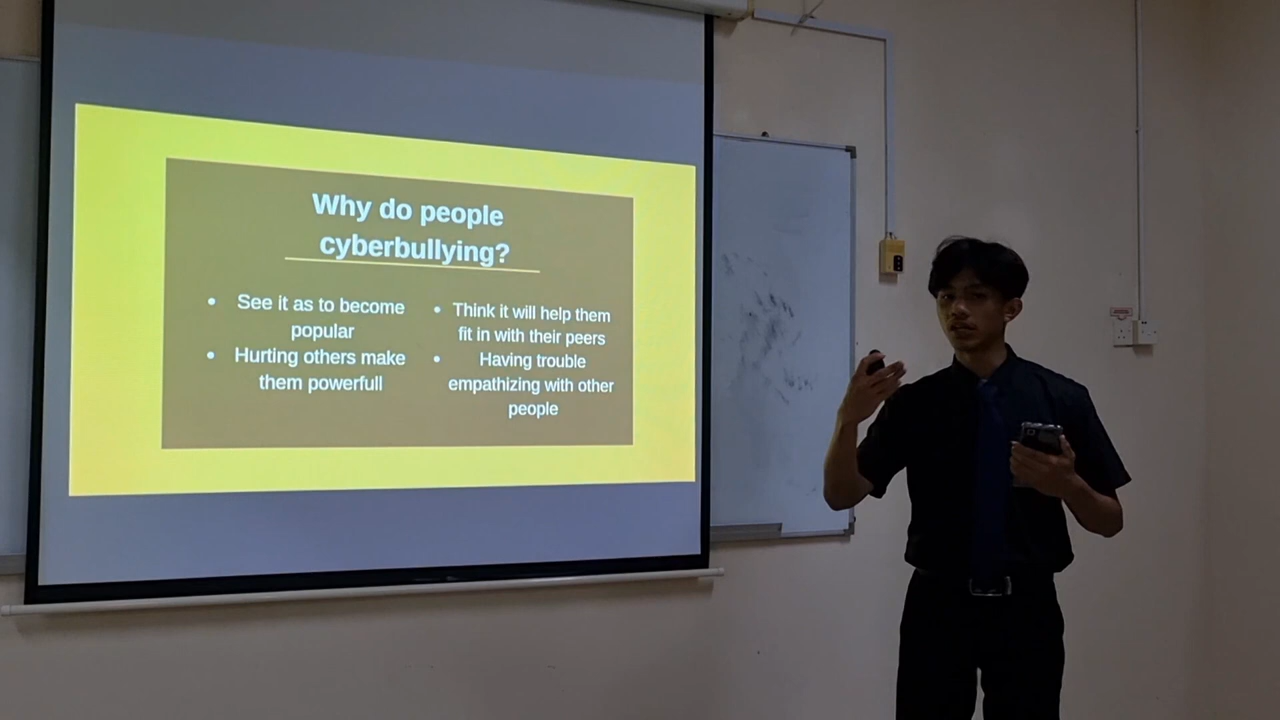 Why do people
cyberbullying?
• See it as to become
popular
• Hurting others make
them powerfull
• Think it will help them
fit in with their peers
• Having trouble
empathizing with other
people